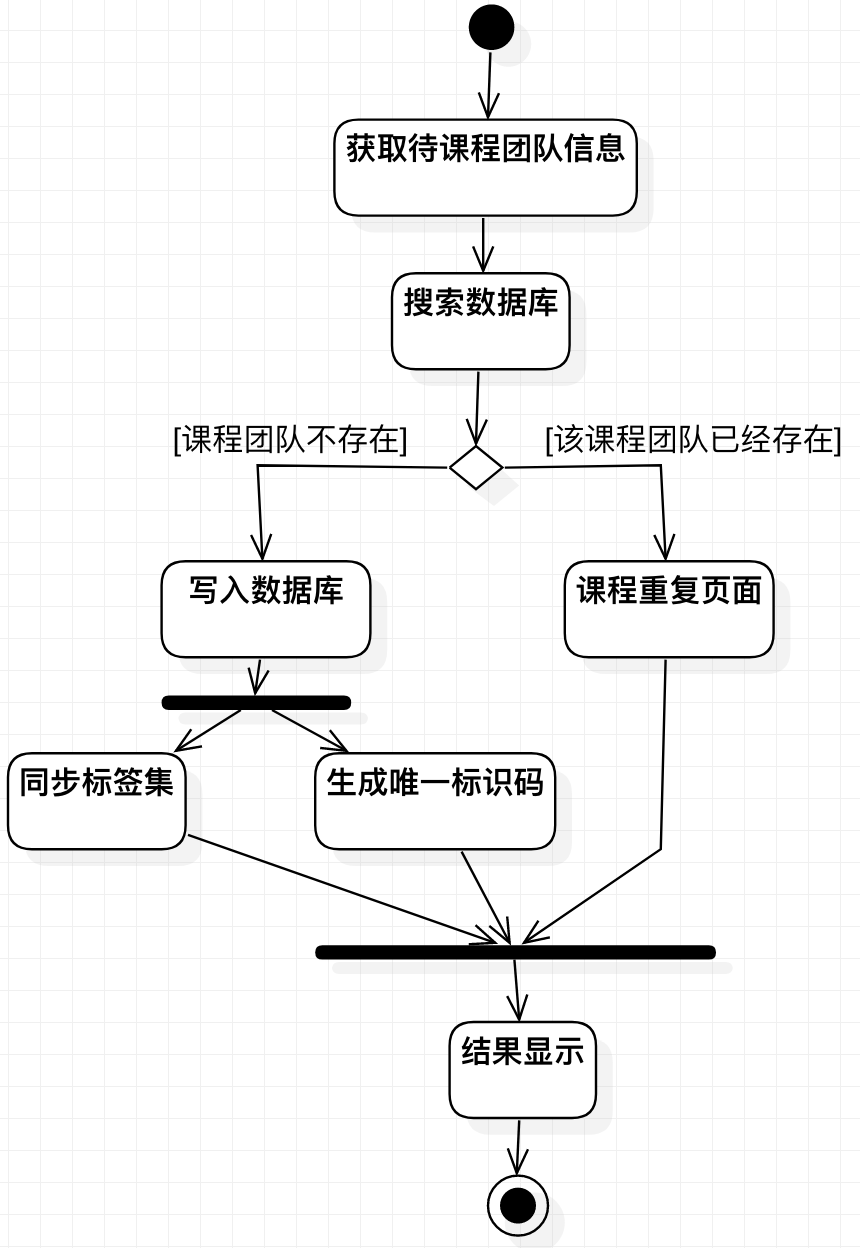 获取待课程团队信息
搜索数据库
[课程团队不存在]
[该课程团队已经存在]
写入数据库
课程重复页面
同步标签集
生成唯一标识码
结果显示